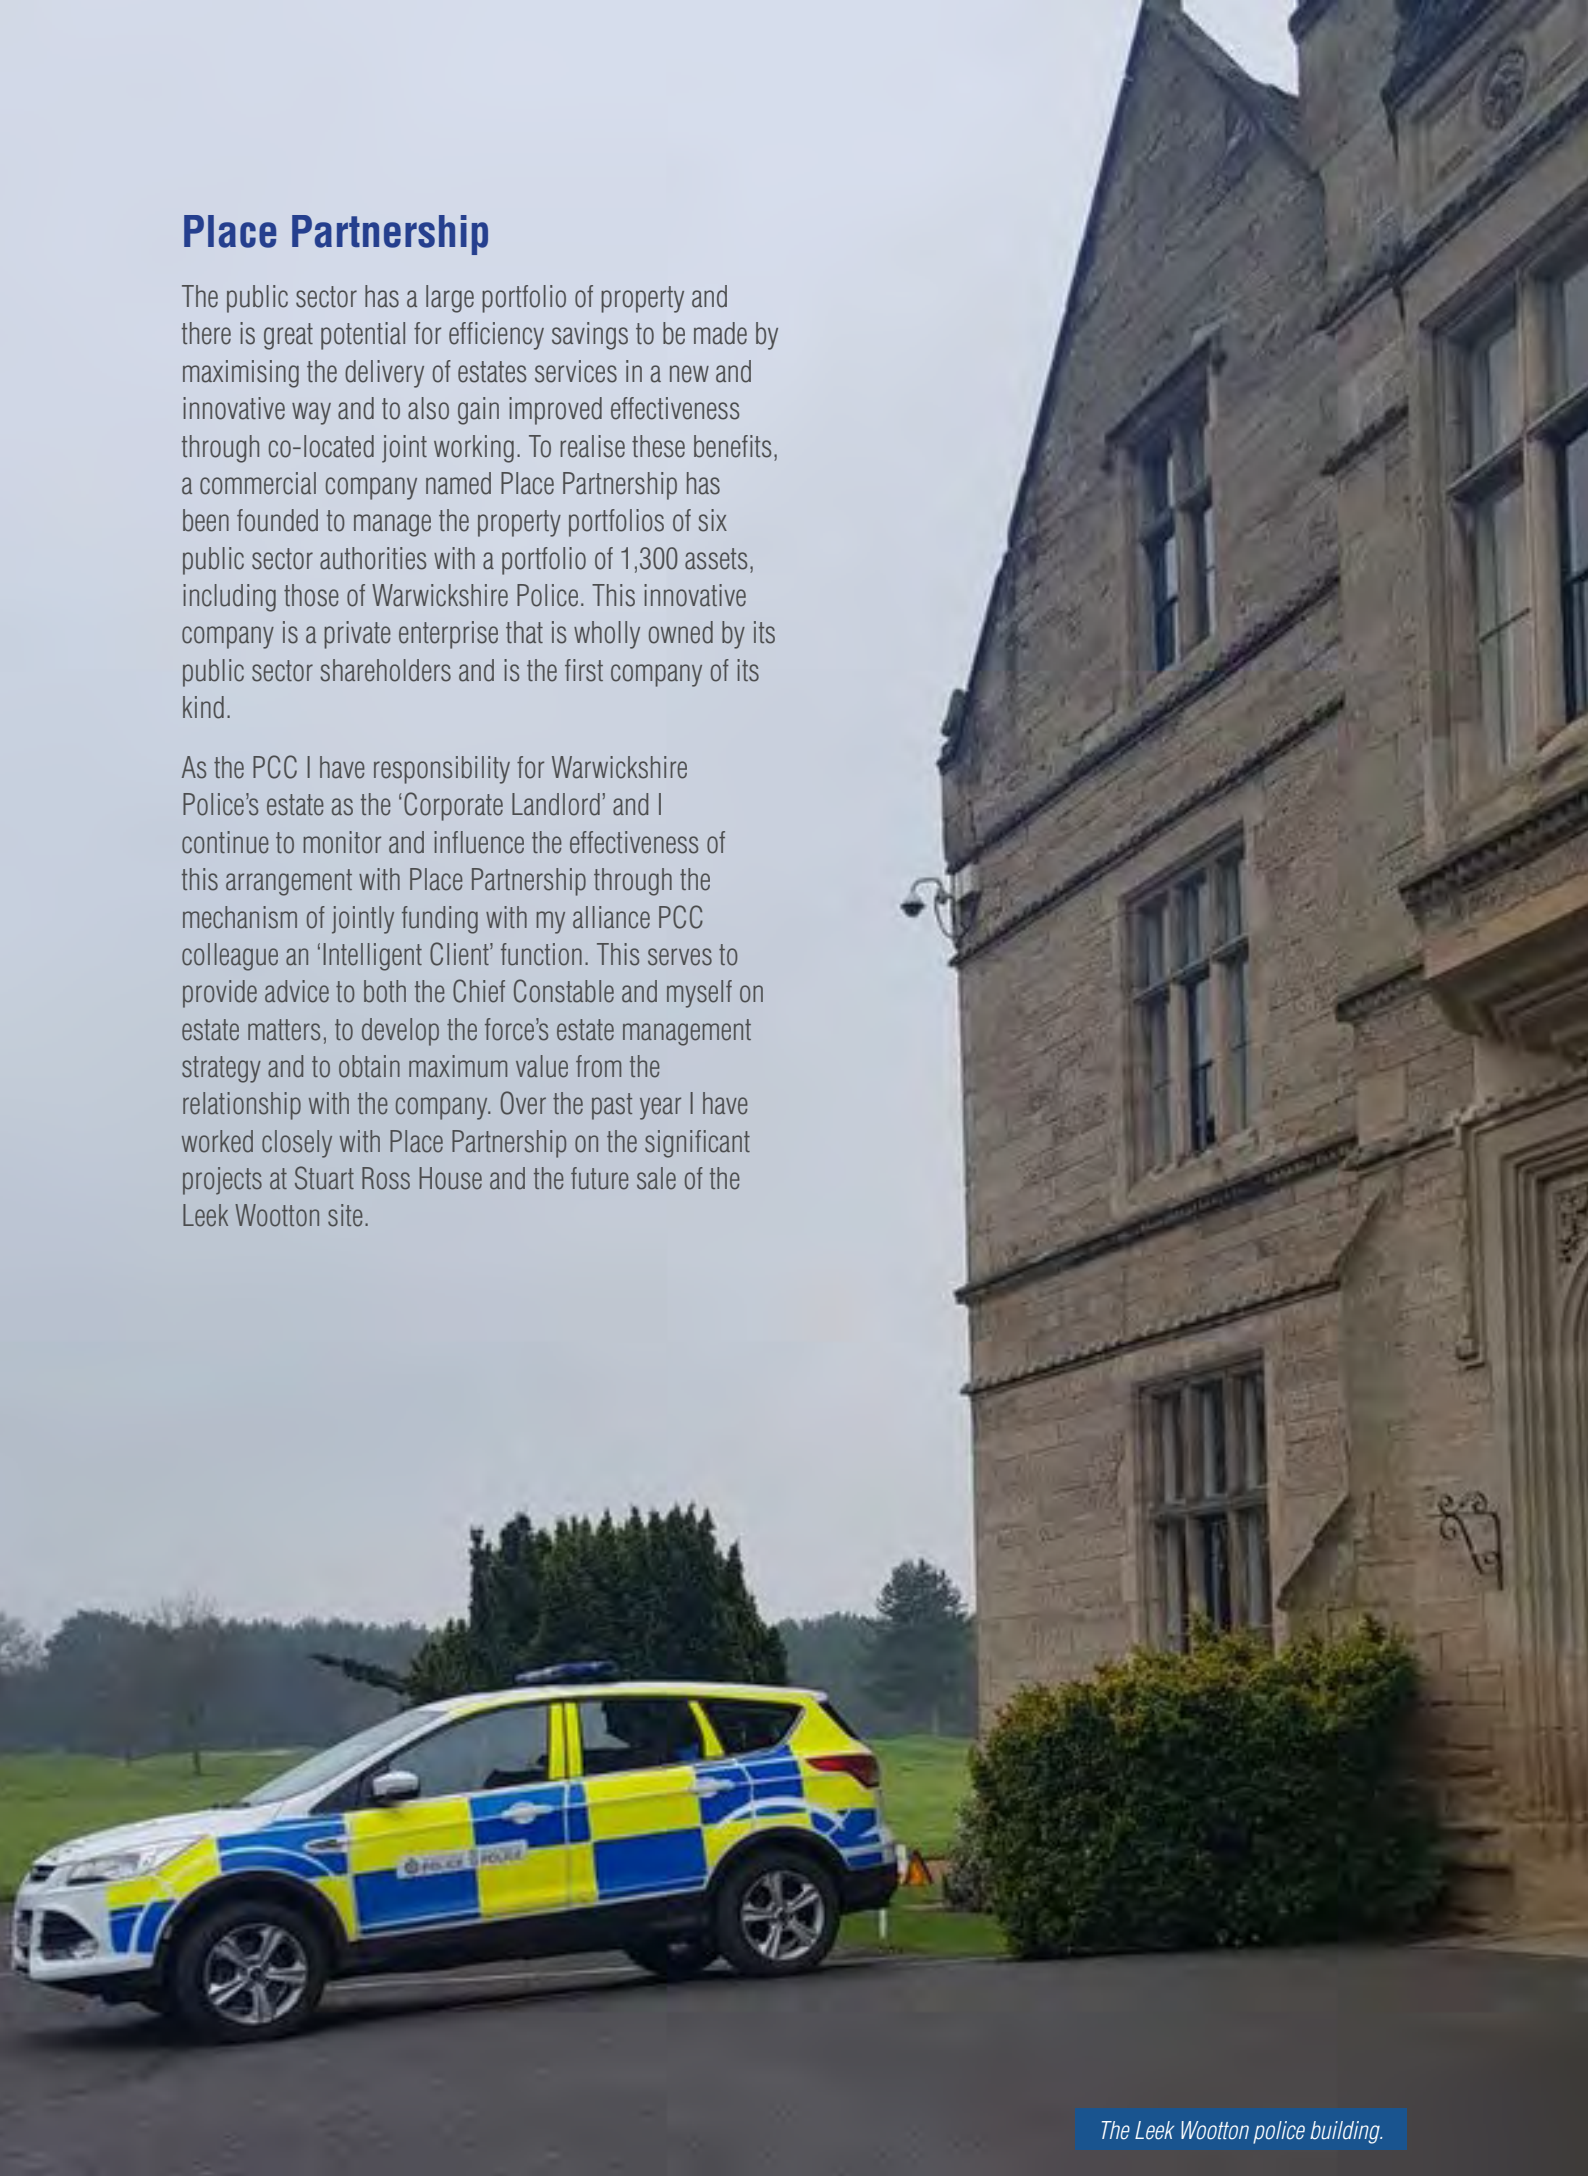 Place Partnership
The public sector has a large portfolio of property and
there is great potential for efficiency savings to be made by
maximising the delivery of estates services in a new and
innovative way and to also gain improved effectiveness
through co-located joint working. To realise these benefits,
a commercial company named Place Partnership has
been founded to manage the property portfolios of six
public sector authorities with a portfolio of 1,300 assets,
including those of Warwickshire Police. This innovative
company is a private enterprise that is wholly owned by its
public sector shareholders and is the first company of its
kind.
As the PCC I have responsibility for Warwickshire
Police’s estate as the ‘Corporate Landlord’ and I
continue to monitor and influence the effectiveness of
this arrangement with Place Partnership through the
mechanism of jointly funding with my alliance PCC
colleague an ‘Intelligent Client’ function. This serves to
provide advice to both the Chief Constable and myself on
estate matters, to develop the force’s estate management
strategy and to obtain maximum value from the
relationship with the company. Over the past year I have
worked closely with Place Partnership on the significant
projects at Stuart Ross House and the future sale of the
Leek Wootton site.
POLICE POLICE
The Leek Wootton police building.